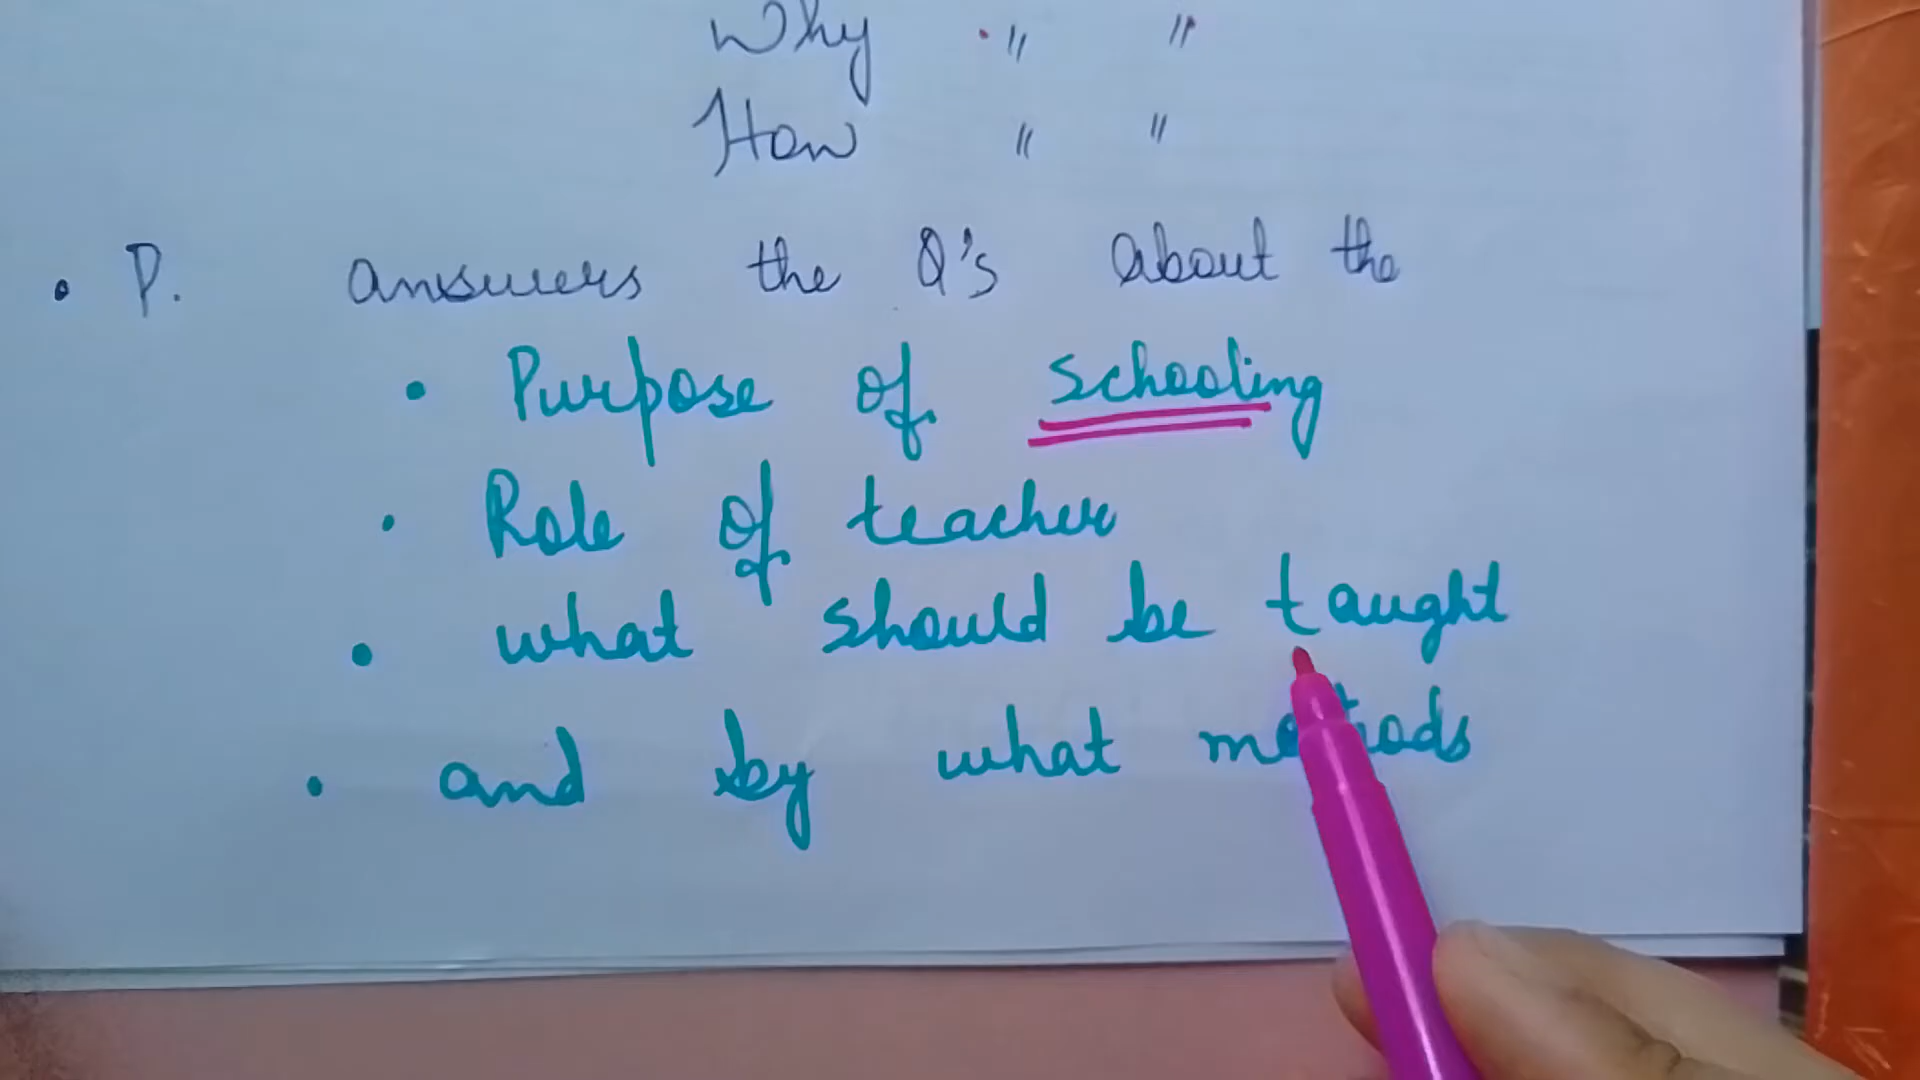 Why " "
How " "
• P. answers the Q's about the
• Purpose of schooling
• Role of teacher
• what should be taught
• and by what methods